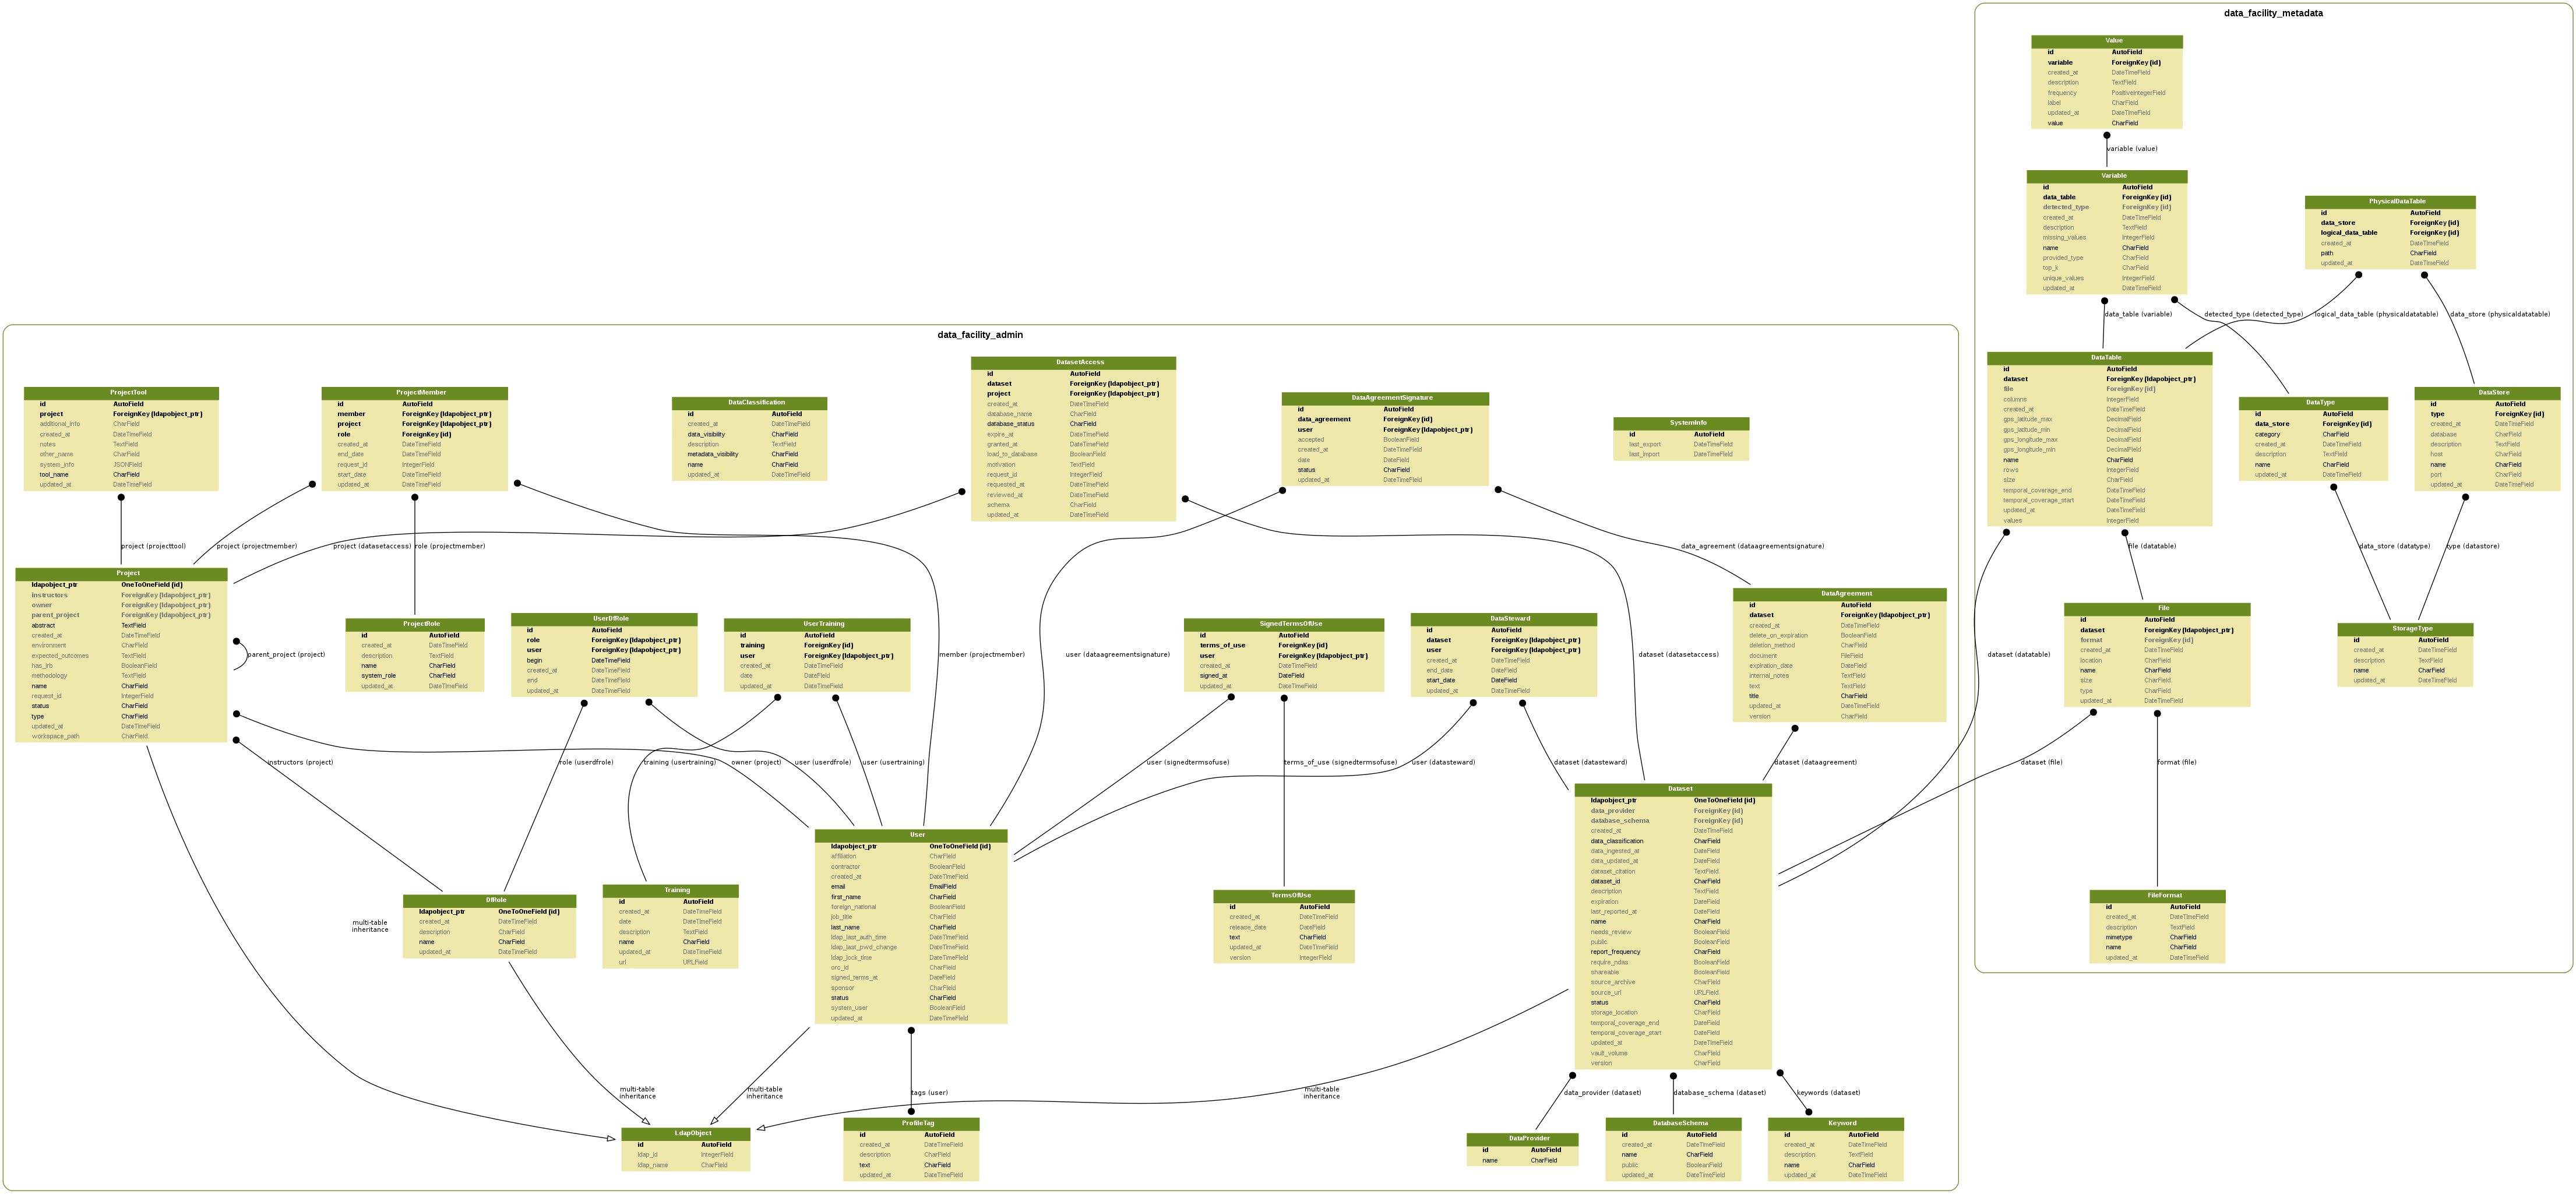 data_facility_metadata
Value
id AutoField
variable ForeignKey (id)
created_at DateTimeField
description TextField
frequency PositiveIntegerField
label CharField
updated_at DateTimeField
value CharField
variable (value)
Variable
id AutoField
data_table ForeignKey (id)
detected_type ForeignKey (id)
created_at DateTimeField
description TextField
missing_values IntegerField
name CharField
provided_type CharField
top_k CharField
unique_values IntegerField
updated_at DateTimeField
PhysicalDataTable
id AutoField
data_store ForeignKey (id)
logical_data_table ForeignKey (id)
created_at DateTimeField
path CharField
updated_at DateTimeField
data_table (variable)
detected_type (detected_type)
logical_data_table (physicaldatatable)
data_store (physicaldatatable)
DataTable
id AutoField
dataset ForeignKey (ldapobject_ptr)
file ForeignKey (id)
columns IntegerField
created_at DateTimeField
gps_latitude_max DecimalField
gps_latitude_min DecimalField
gps_longitude_max DecimalField
gps_longitude_min DecimalField
name CharField
rows IntegerField
size CharField
temporal_coverage_end DateTimeField
temporal_coverage_start DateTimeField
updated_at DateTimeField
values IntegerField
DataType
id AutoField
data_store ForeignKey (id)
category CharField
created_at DateTimeField
description TextField
name CharField
updated_at DateTimeField
DataStore
id AutoField
type ForeignKey (id)
created_at DateTimeField
database CharField
description TextField
host CharField
name CharField
port CharField
updated_at DateTimeField
dataset (datatable)
file (datatable)
data_store (datatype)
type (datastore)
File
id AutoField
dataset ForeignKey (ldapobject_ptr)
format ForeignKey (id)
created_at DateTimeField
location CharField
name CharField
size CharField
type CharField
updated_at DateTimeField
StorageType
id AutoField
created_at DateTimeField
description TextField
name CharField
updated_at DateTimeField
dataset (file)
format (file)
FileFormat
id AutoField
created_at DateTimeField
description TextField
mimetype CharField
name CharField
updated_at DateTimeField
data_facility_admin
ProjectTool
id AutoField
project ForeignKey (ldapobject_ptr)
additional_info CharField
created_at DateTimeField
notes TextField
other_name CharField
system_info JSONField
tool_name CharField
updated_at DateTimeField
ProjectMember
id AutoField
member ForeignKey (ldapobject_ptr)
project ForeignKey (ldapobject_ptr)
role ForeignKey (id)
created_at DateTimeField
end_date DateTimeField
request_id IntegerField
start_date DateTimeField
updated_at DateTimeField
DataClassification
id AutoField
created_at DateTimeField
data_visibility CharField
description TextField
metadata_visibility CharField
name CharField
updated_at DateTimeField
DatasetAccess
id AutoField
dataset ForeignKey (ldapobject_ptr)
project ForeignKey (ldapobject_ptr)
created_at DateTimeField
database_name CharField
database_status CharField
expire_at DateTimeField
granted_at DateTimeField
load_to_database BooleanField
motivation TextField
request_id IntegerField
requested_at DateTimeField
reviewed_at DateTimeField
schema CharField
updated_at DateTimeField
DataAgreementSignature
id AutoField
data_agreement ForeignKey (id)
user ForeignKey (ldapobject_ptr)
accepted BooleanField
created_at DateTimeField
date DateField
status CharField
updated_at DateTimeField
SystemInfo
id AutoField
last_export DateTimeField
last_import DateTimeField
project (projecttool)
project (projectmember)
project (datasetaccess)
role (projectmember)
data_agreement (dataagreementsignature)
Project
ldapobject_ptr OneToOneField (id)
instructors ForeignKey (ldapobject_ptr)
owner ForeignKey (ldapobject_ptr)
parent_project ForeignKey (ldapobject_ptr)
abstract TextField
created_at DateTimeField
environment CharField
expected_outcomes TextField
has_irb BooleanField
methodology TextField
name CharField
request_id IntegerField
status CharField
type CharField
updated_at DateTimeField
workspace_path CharField
parent_project (project)
ProjectRole
id AutoField
created_at DateTimeField
description TextField
name CharField
system_role CharField
updated_at DateTimeField
UserDfRole
id AutoField
role ForeignKey (ldapobject_ptr)
user ForeignKey (ldapobject_ptr)
begin DateTimeField
created_at DateTimeField
end DateTimeField
updated_at DateTimeField
UserTraining
id AutoField
training ForeignKey (id)
user ForeignKey (ldapobject_ptr)
created_at DateTimeField
date DateField
updated_at DateTimeField
member (projectmember)
user (dataagreementsignature)
SignedTermsOfUse
id AutoField
terms_of_use ForeignKey (id)
user ForeignKey (ldapobject_ptr)
created_at DateTimeField
signed_at DateField
updated_at DateTimeField
DataSteward
id AutoField
dataset ForeignKey (ldapobject_ptr)
user ForeignKey (ldapobject_ptr)
created_at DateTimeField
end_date DateField
start_date DateField
updated_at DateTimeField
dataset (datasetaccess)
DataAgreement
id AutoField
dataset ForeignKey (ldapobject_ptr)
created_at DateTimeField
delete_on_expiration BooleanField
deletion_method CharField
document FileField
expiration_date DateField
internal_notes TextField
text TextField
title CharField
updated_at DateTimeField
version CharField
instructors (project)
role (userdfrole)
training (usertraining)
owner (project)
user (userdfrole)
user (usertraining)
user (signedtermsofuse)
terms_of_use (signedtermsofuse)
user (datasteward)
dataset (datasteward)
dataset (dataagreement)
multi-table
inheritance
DfRole
ldapobject_ptr OneToOneField (id)
created_at DateTimeField
description CharField
name CharField
updated_at DateTimeField
Training
id AutoField
created_at DateTimeField
date DateTimeField
description TextField
name CharField
updated_at DateTimeField
url URLField
User
ldapobject_ptr OneToOneField (id)
affiliation CharField
contractor BooleanField
created_at DateTimeField
email EmailField
first_name CharField
foreign_national BooleanField
job_title CharField
last_name CharField
ldap_last_auth_time DateTimeField
ldap_last_pwd_change DateTimeField
ldap_lock_time DateTimeField
orc_id CharField
signed_terms_at DateField
sponsor CharField
status CharField
system_user BooleanField
updated_at DateTimeField
TermsOfUse
id AutoField
created_at DateTimeField
release_date DateField
text CharField
updated_at DateTimeField
version IntegerField
Dataset
ldapobject_ptr OneToOneField (id)
data_provider ForeignKey (id)
database_schema ForeignKey (id)
created_at DateTimeField
data_classification CharField
data_ingested_at DateField
data_updated_at DateField
dataset_citation TextField
dataset_id CharField
description TextField
expiration DateField
last_reported_at DateField
name CharField
needs_review BooleanField
public BooleanField
report_frequency CharField
require_ndas BooleanField
shareable BooleanField
source_archive CharField
source_url URLField
status CharField
storage_location CharField
temporal_coverage_end DateField
temporal_coverage_start DateField
updated_at DateTimeField
vault_volume CharField
version CharField
multi-table
inheritance
multi-table
inheritance
tags (user)
multi-table
inheritance
data_provider (dataset)
database_schema (dataset)
keywords (dataset)
LdapObject
id AutoField
ldap_id IntegerField
ldap_name CharField
ProfileTag
id AutoField
created_at DateTimeField
description CharField
text CharField
updated_at DateTimeField
DataProvider
id AutoField
name CharField
DatabaseSchema
id AutoField
created_at DateTimeField
name CharField
public BooleanField
updated_at DateTimeField
Keyword
id AutoField
created_at DateTimeField
description TextField
name CharField
updated_at DateTimeField